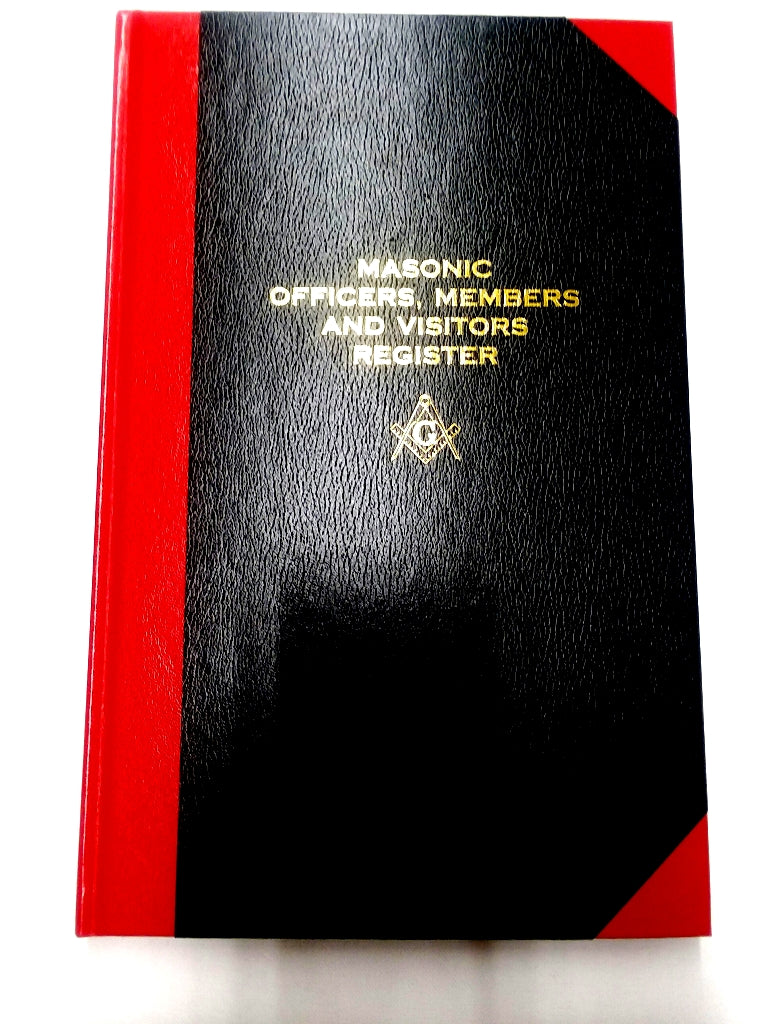 MASONIC
OFFICERS, MEMBERS
AND VISITORS
REGISTER
G